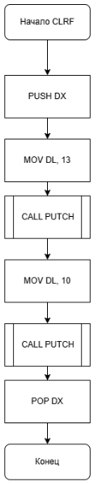 Начало CLRF
PUSH DX
MOV DL, 13
CALL PUTCH
MOV DL, 10
CALL PUTCH
POP DX
Конец